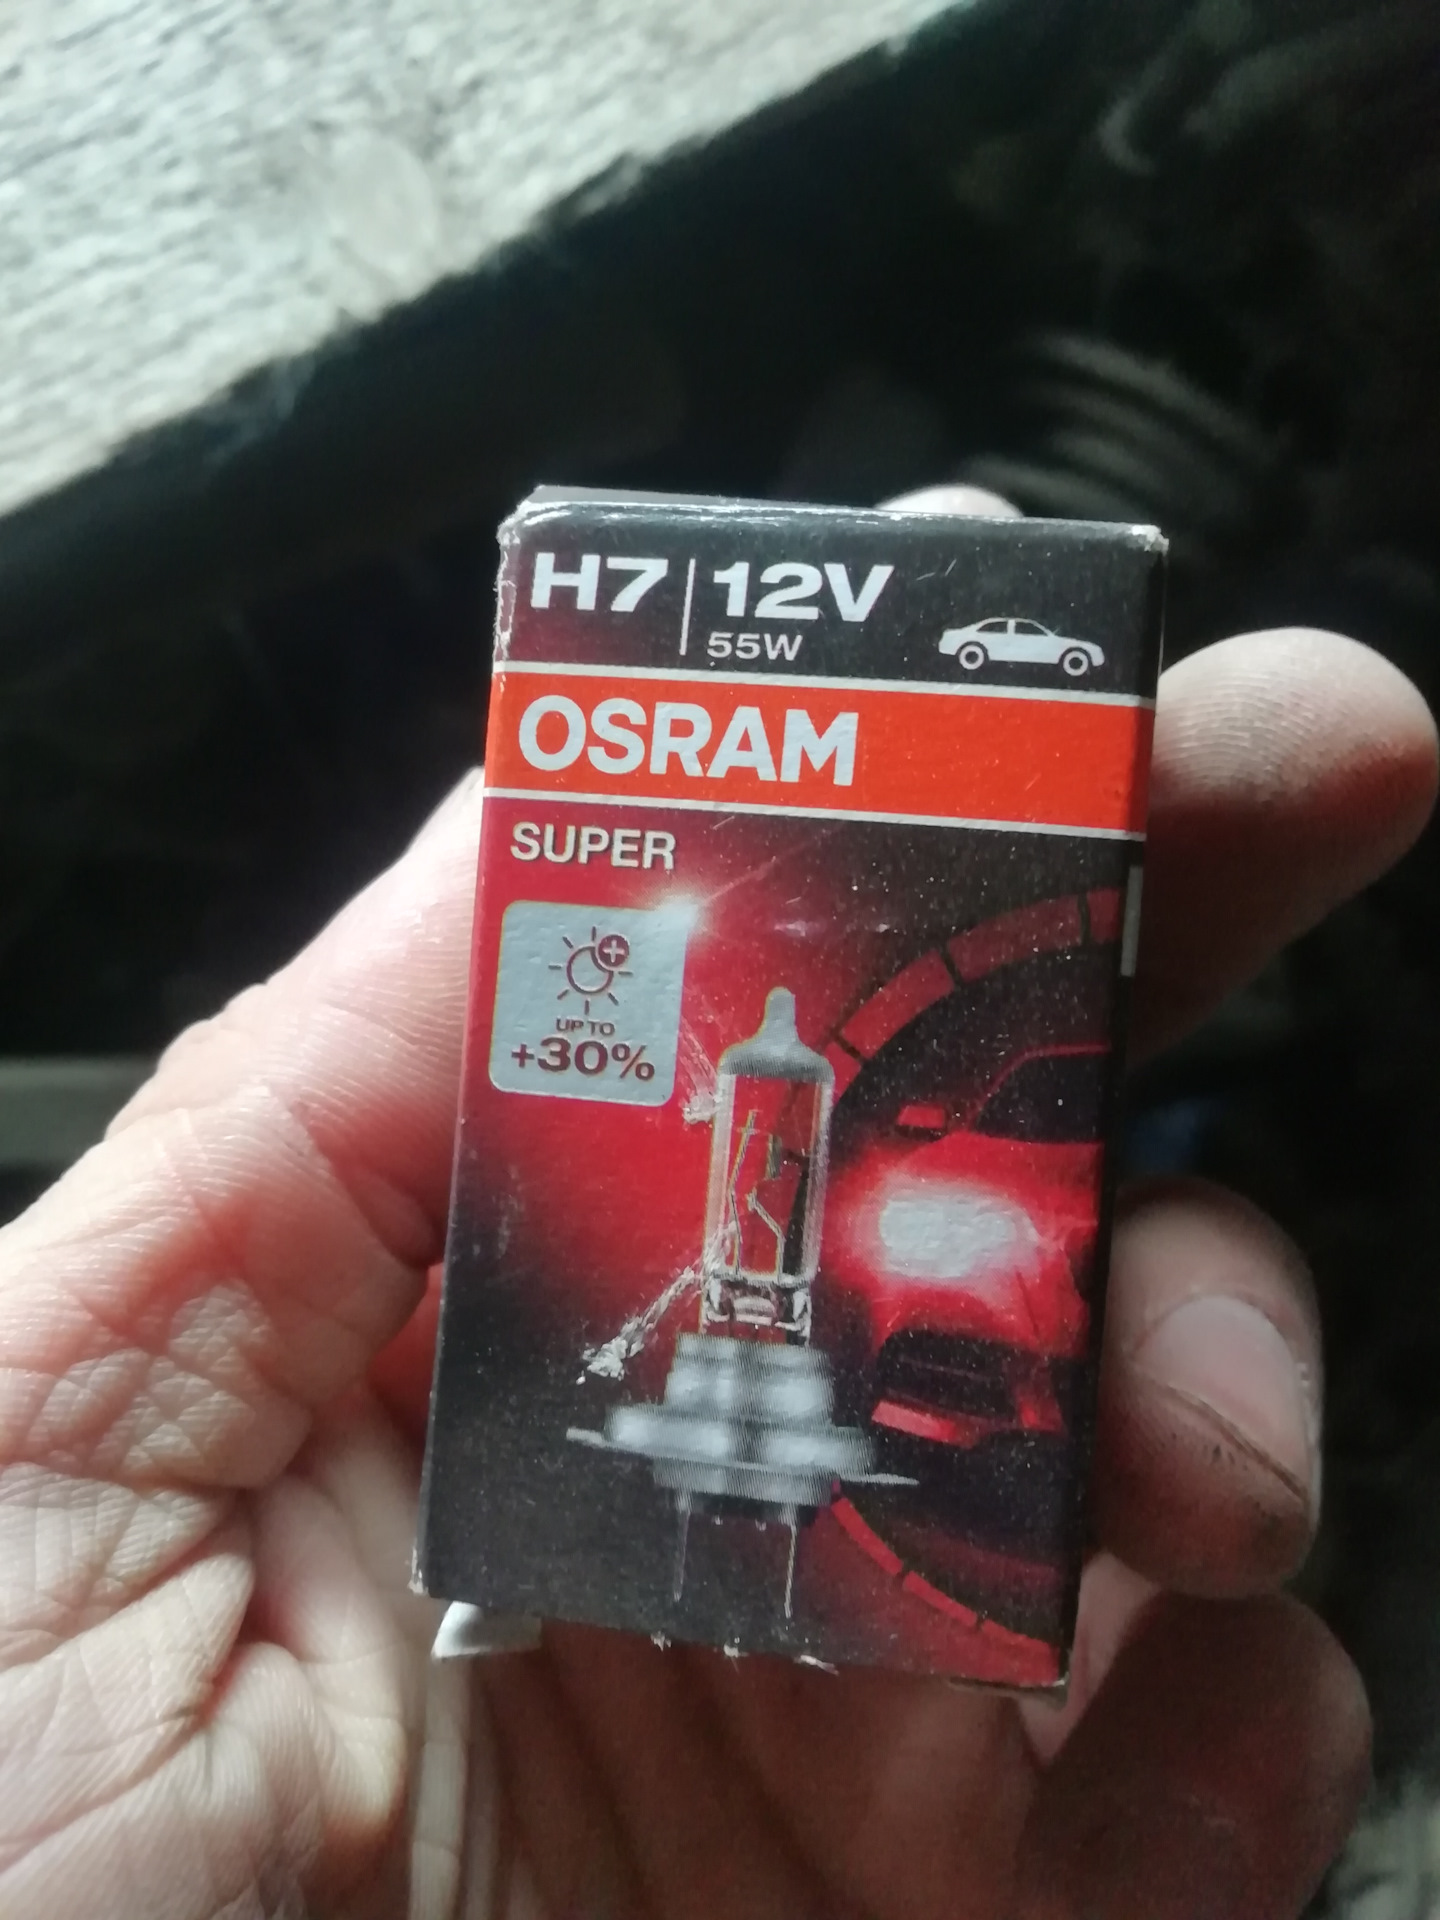 H7 | 12V
55W
OSRAM
SUPER
UP TO
+30%